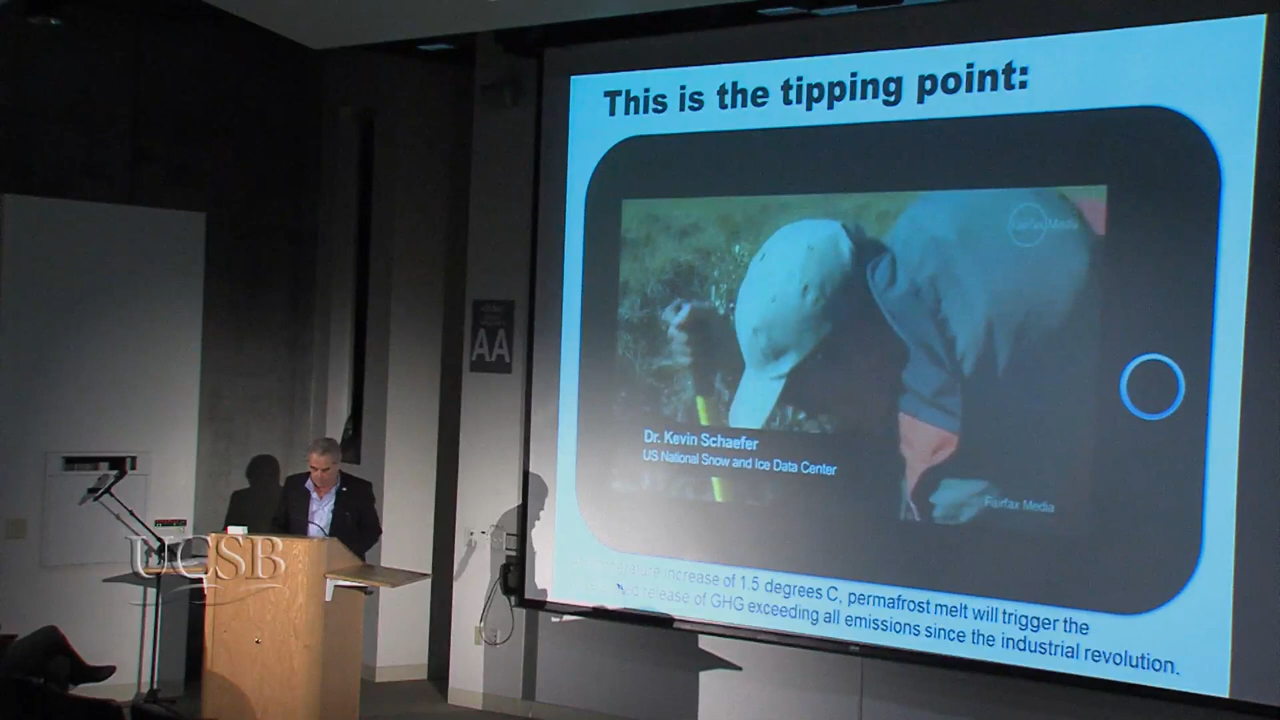 This is the tipping point:
Fairfax Media
AA
Dr. Kevin Schaefer
US National Snow and Ice Data Center
Fairfax Media
UCSB
increase of 1.5 degrees C, permafrost melt will trigger the
release of GHG exceeding all emissions since the industrial revolution.